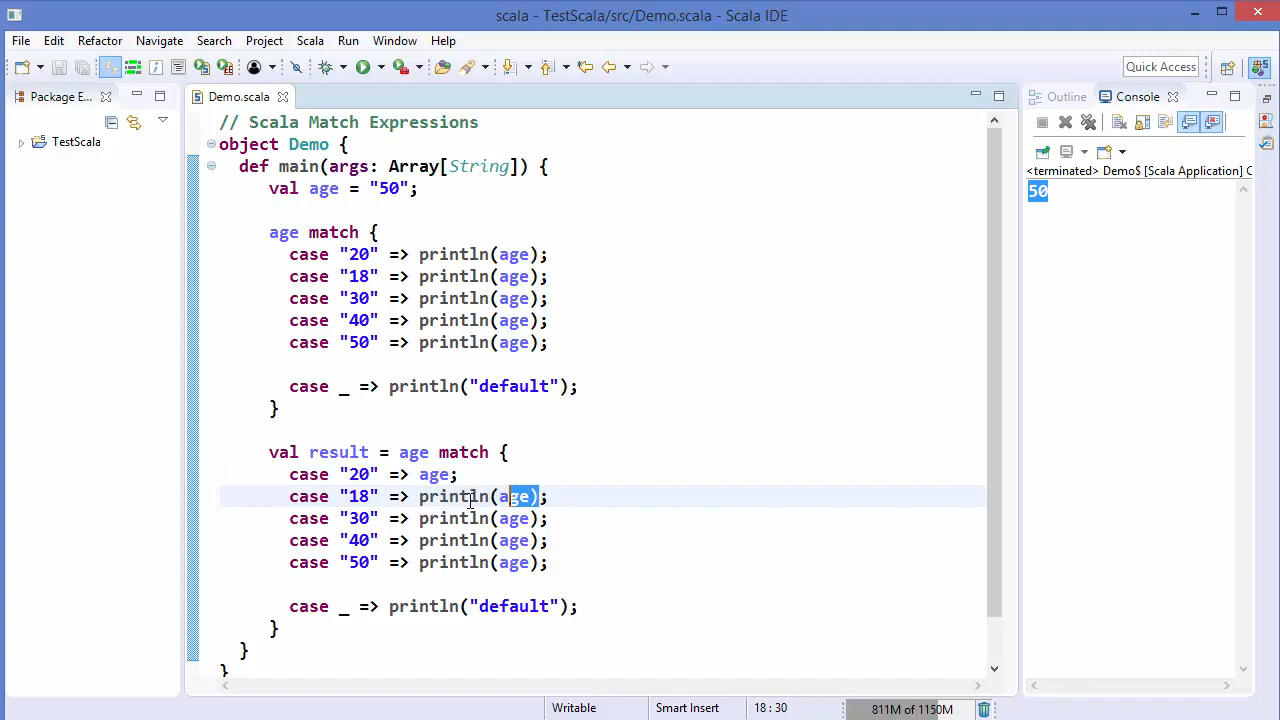 scala - TestScala/src/Demo.scala - Scala IDE
File Edit Refactor Navigate Search Project Scala Run Window Help
Quick Access
Package E...
Demo.scala
Outline
Console
TestScala
<terminated> Demo$ [Scala Application] C
50
// Scala Match Expressions
object Demo {
def main(args: Array[String]) {
val age = "50";
age match {
case "20" => println(age);
case "18" => println(age);
case "30" => println(age);
case "40" => println(age);
case "50" => println(age);
case _ => println("default");
}
val result = age match {
case "20" => age;
case "18" => println(age);
case "30" => println(age);
case "40" => println(age);
case "50" => println(age);
case _ => println("default");
}
}
}
Writable
Smart Insert
18 : 30
811M of 1150M